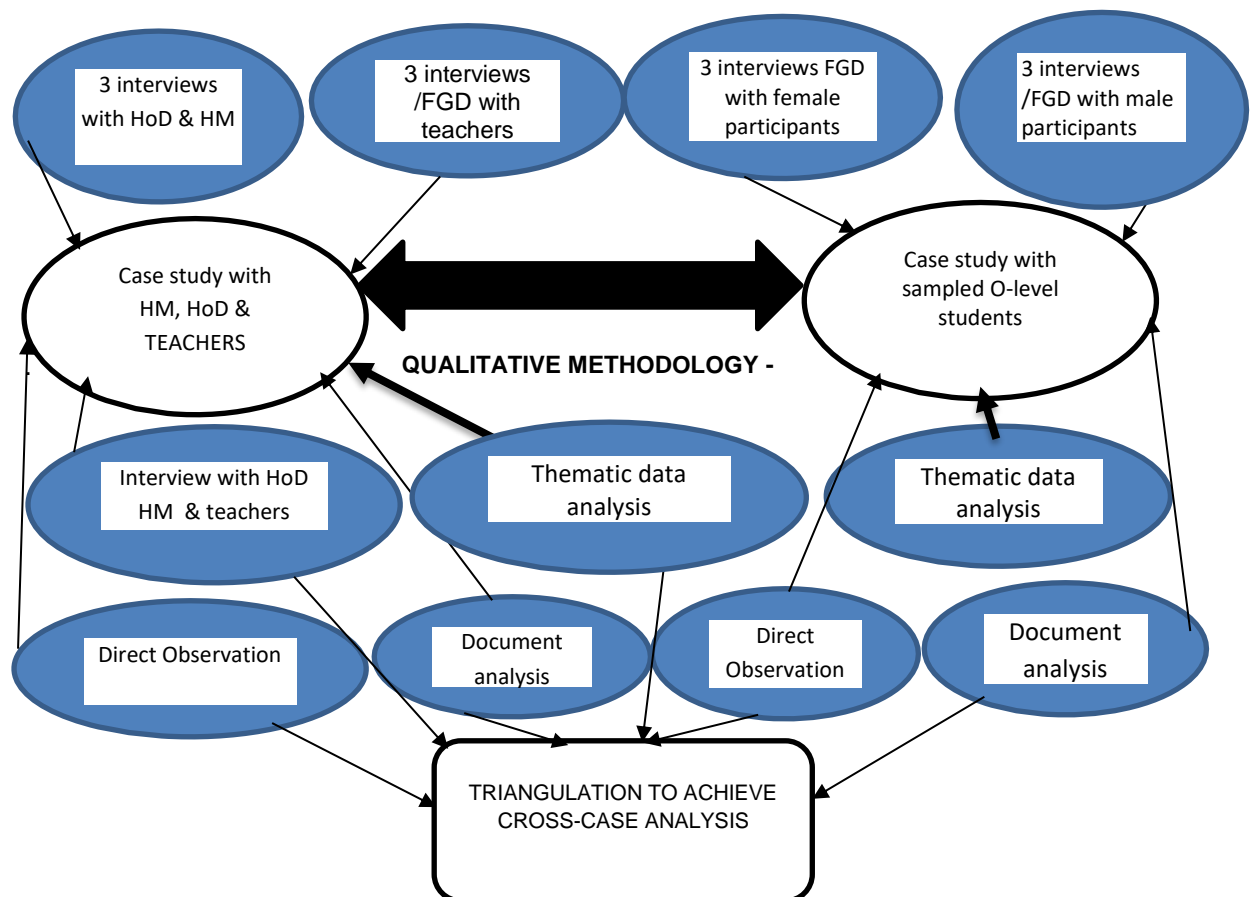 3 interviews
with HoD & HM
3 interviews
/FGD with
teachers
3 interviews FGD
with female
participants
3 interviews
/FGD with male
participants
Case study with
HM, HoD &
TEACHERS
Case study with
sampled O-level
students
QUALITATIVE METHODOLOGY -
.
Interview with HoD
HM & teachers
Thematic data
analysis
Thematic data
analysis
Direct Observation
Document
analysis
Direct
Observation
Document
analysis
TRIANGULATION TO ACHIEVE
CROSS-CASE ANALYSIS